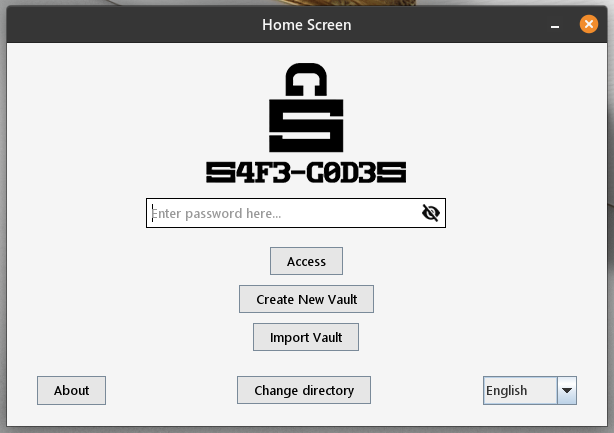 Home Screen
S4F3-C0D3S
Enter password here...
Access
Create New Vault
Import Vault
About
Change directory
English